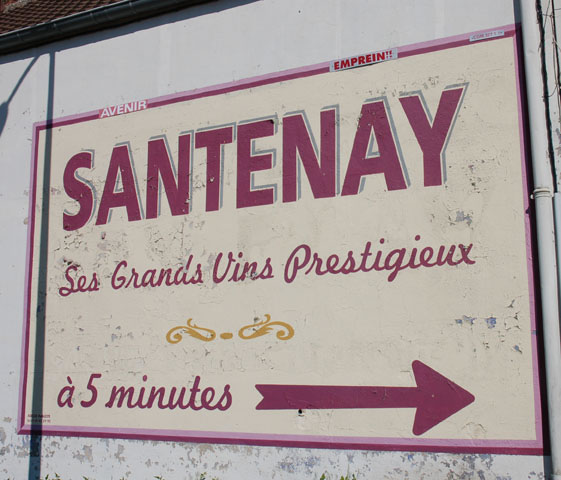 AVENIR
EMPREIN!!
SANTENAY
Ses Grands Vins Prestigieux
à 5 minutes